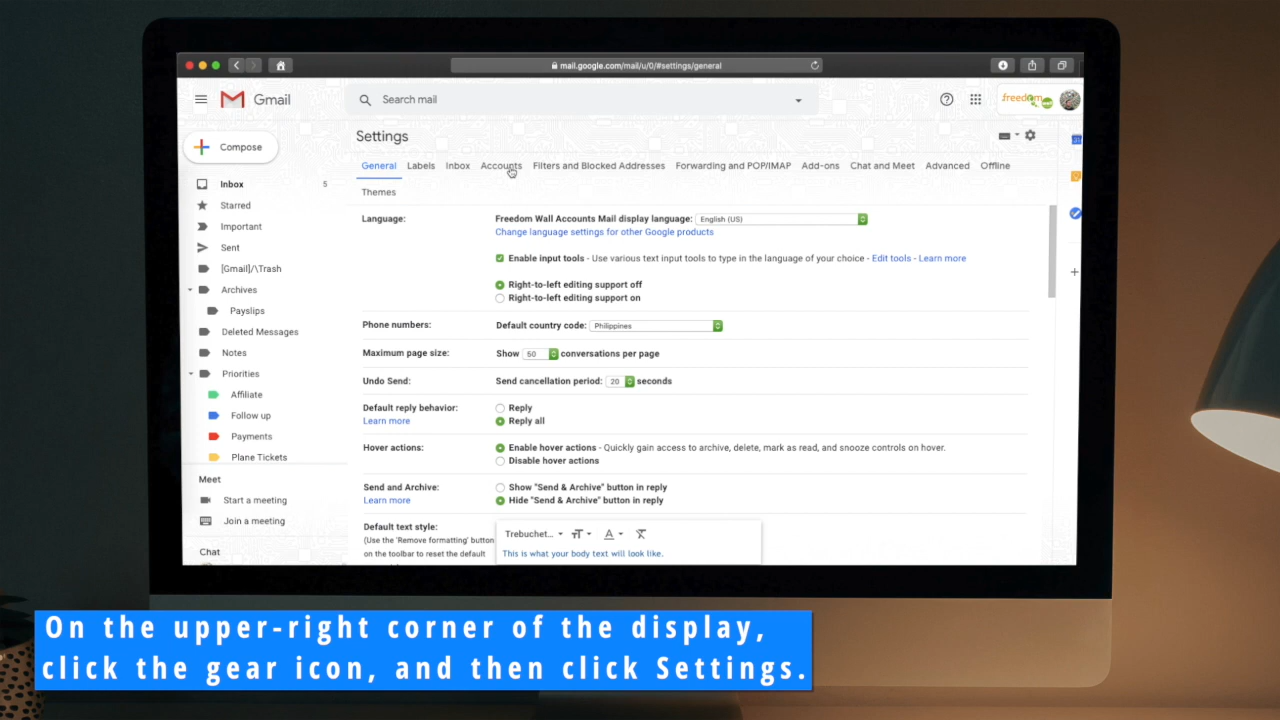 mail.google.com/mail/u/0/#settings/general
Gmail
Search mail
freedom
Compose
Settings
General Labels Inbox Accounts Filters and Blocked Addresses Forwarding and POP/IMAP Add-ons Chat and Meet Advanced Offline
Themes
Inbox 5
Starred
Important
Sent
[Gmail]/\Trash
Archives
Payslips
Deleted Messages
Notes
Priorities
Affiliate
Follow up
Payments
Plane Tickets
Meet
Start a meeting
Join a meeting
Chat
Language: Freedom Wall Accounts Mail display language: English (US)
Change language settings for other Google products
Enable input tools - Use various text input tools to type in the language of your choice - Edit tools - Learn more
Right-to-left editing support off
Right-to-left editing support on
Phone numbers: Default country code: Philippines
Maximum page size: Show 50 conversations per page
Undo Send: Send cancellation period: 20 seconds
Default reply behavior: Reply
Learn more Reply all
Hover actions: Enable hover actions - Quickly gain access to archive, delete, mark as read, and snooze controls on hover.
Disable hover actions
Send and Archive: Show "Send & Archive" button in reply
Learn more Hide "Send & Archive" button in reply
Default text style: Trebuchet...
(Use the 'Remove formatting' button
on the toolbar to reset the default
This is what your body text will look like.
On the upper-right corner of the display,
click the gear icon, and then click Settings.